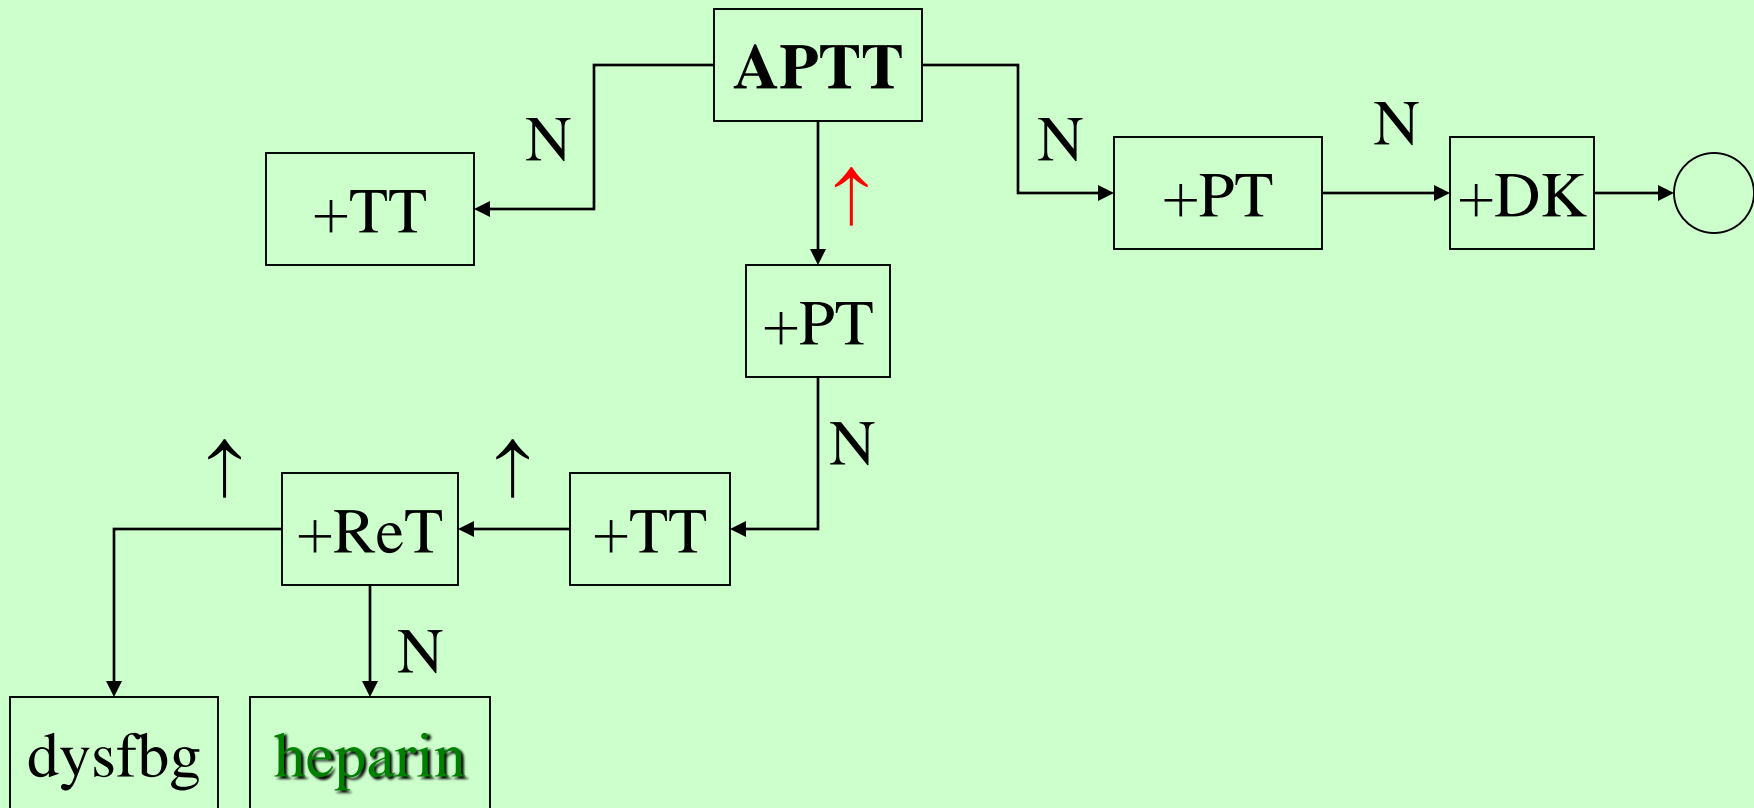 APTT
N
N
N
+TT
↑
+PT
+DK
+PT
N
↑
↑
+ReT
+TT
N
dysfbg
heparin